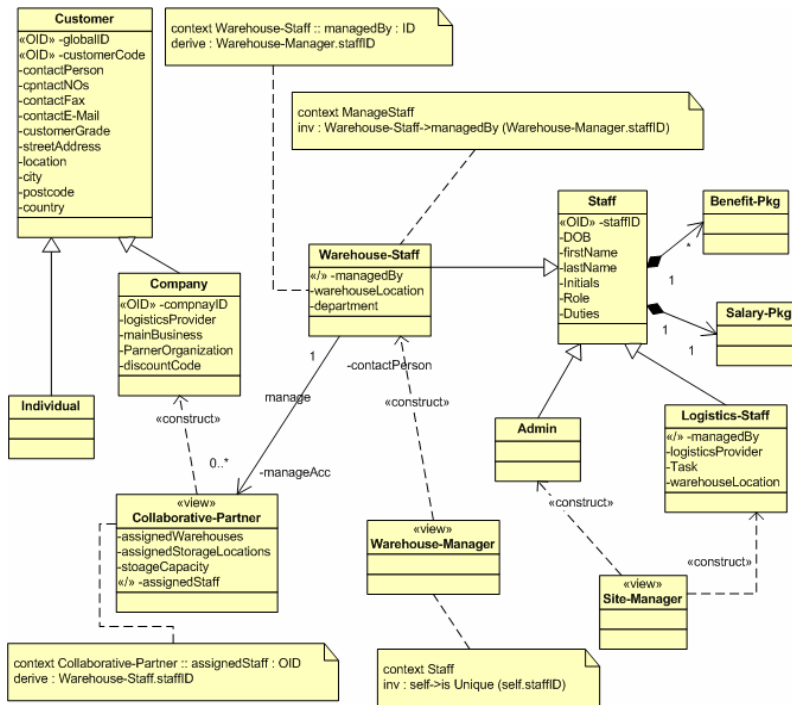 Customer
«OID» -globalID
«OID» -customerCode
-contactPerson
-cpntactNOs
-contactFax
-contactE-Mail
-customerGrade
-streetAddress
-location
-city
-postcode
-country
context Warehouse-Staff :: managedBy : ID
derive : Warehouse-Manager.staffID
context ManageStaff
inv : Warehouse-Staff->managedBy (Warehouse-Manager.staffID)
Staff
«OID» -staffID
-DOB
-firstName
-lastName
-Initials
-Role
-Duties
Benefit-Pkg
*
1
Salary-Pkg
1
1
Warehouse-Staff
«/» -managedBy
-warehouseLocation
-department
Company
«OID» -compnayID
-logisticsProvider
-mainBusiness
-ParnerOrganization
-discountCode
1
-contactPerson
manage
«construct»
Individual
«construct»
0..*
-manageAcc
Admin
Logistics-Staff
«/» -managedBy
-logisticsProvider
-Task
-warehouseLocation
«construct»
«construct»
«view»
Collaborative-Partner
-assignedWarehouses
-assignedStorageLocations
-stoageCapacity
«/» -assignedStaff
«view»
Warehouse-Manager
«view»
Site-Manager
context Collaborative-Partner :: assignedStaff : OID
derive : Warehouse-Staff.staffID
context Staff
inv : self->is Unique (self.staffID)